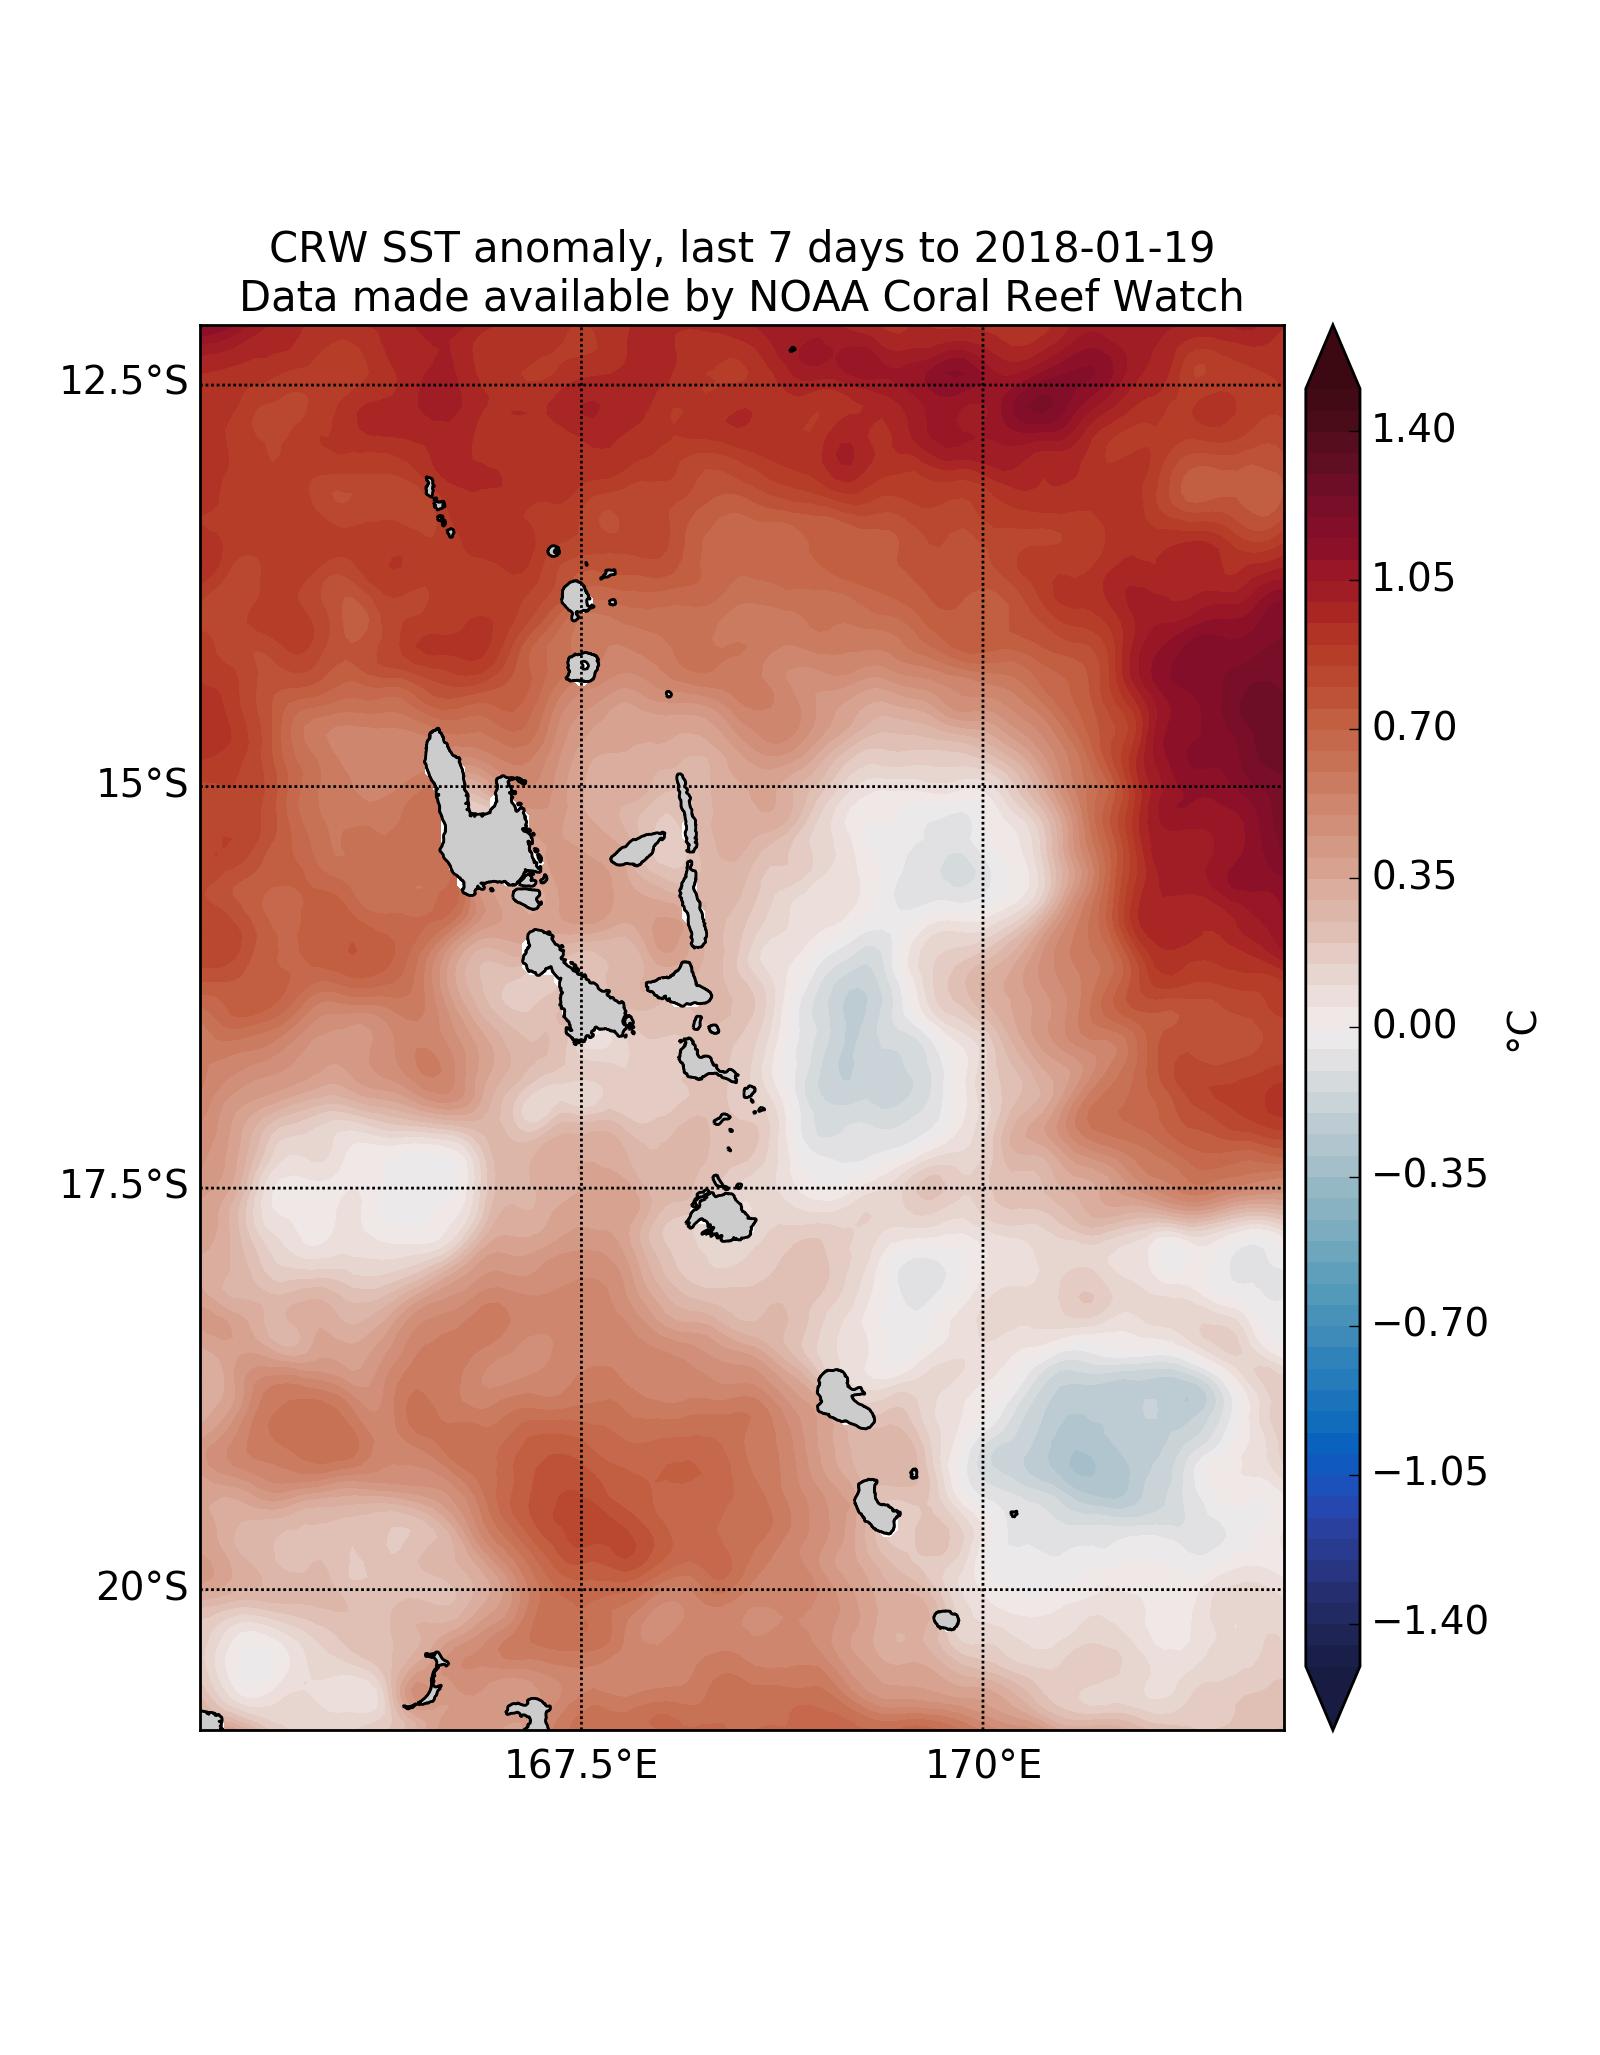 CRW SST anomaly, last 7 days to 2018-01-19
Data made available by NOAA Coral Reef Watch
12.5°S
15°S
17.5°S
20°S
167.5°E
170°E
1.40
1.05
0.70
0.35
0.00
−0.35
−0.70
−1.05
−1.40
°C